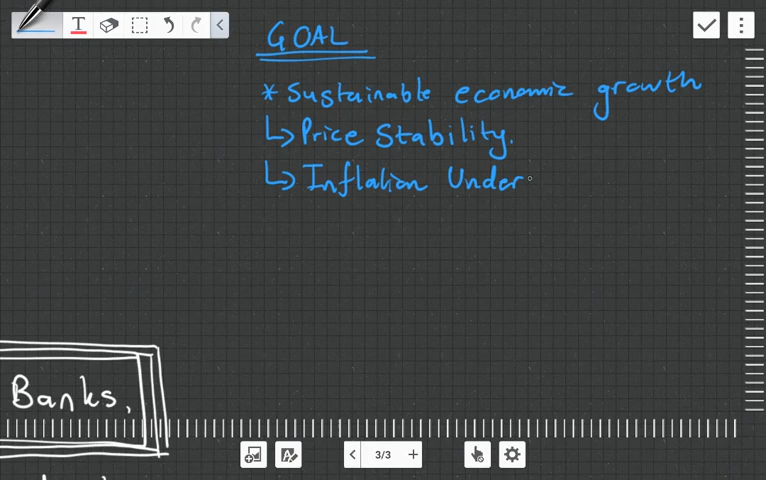 T
GOAL
* Sustainable economic growth
↳ Price Stability.
↳ Inflation Under
Banks,
3/3